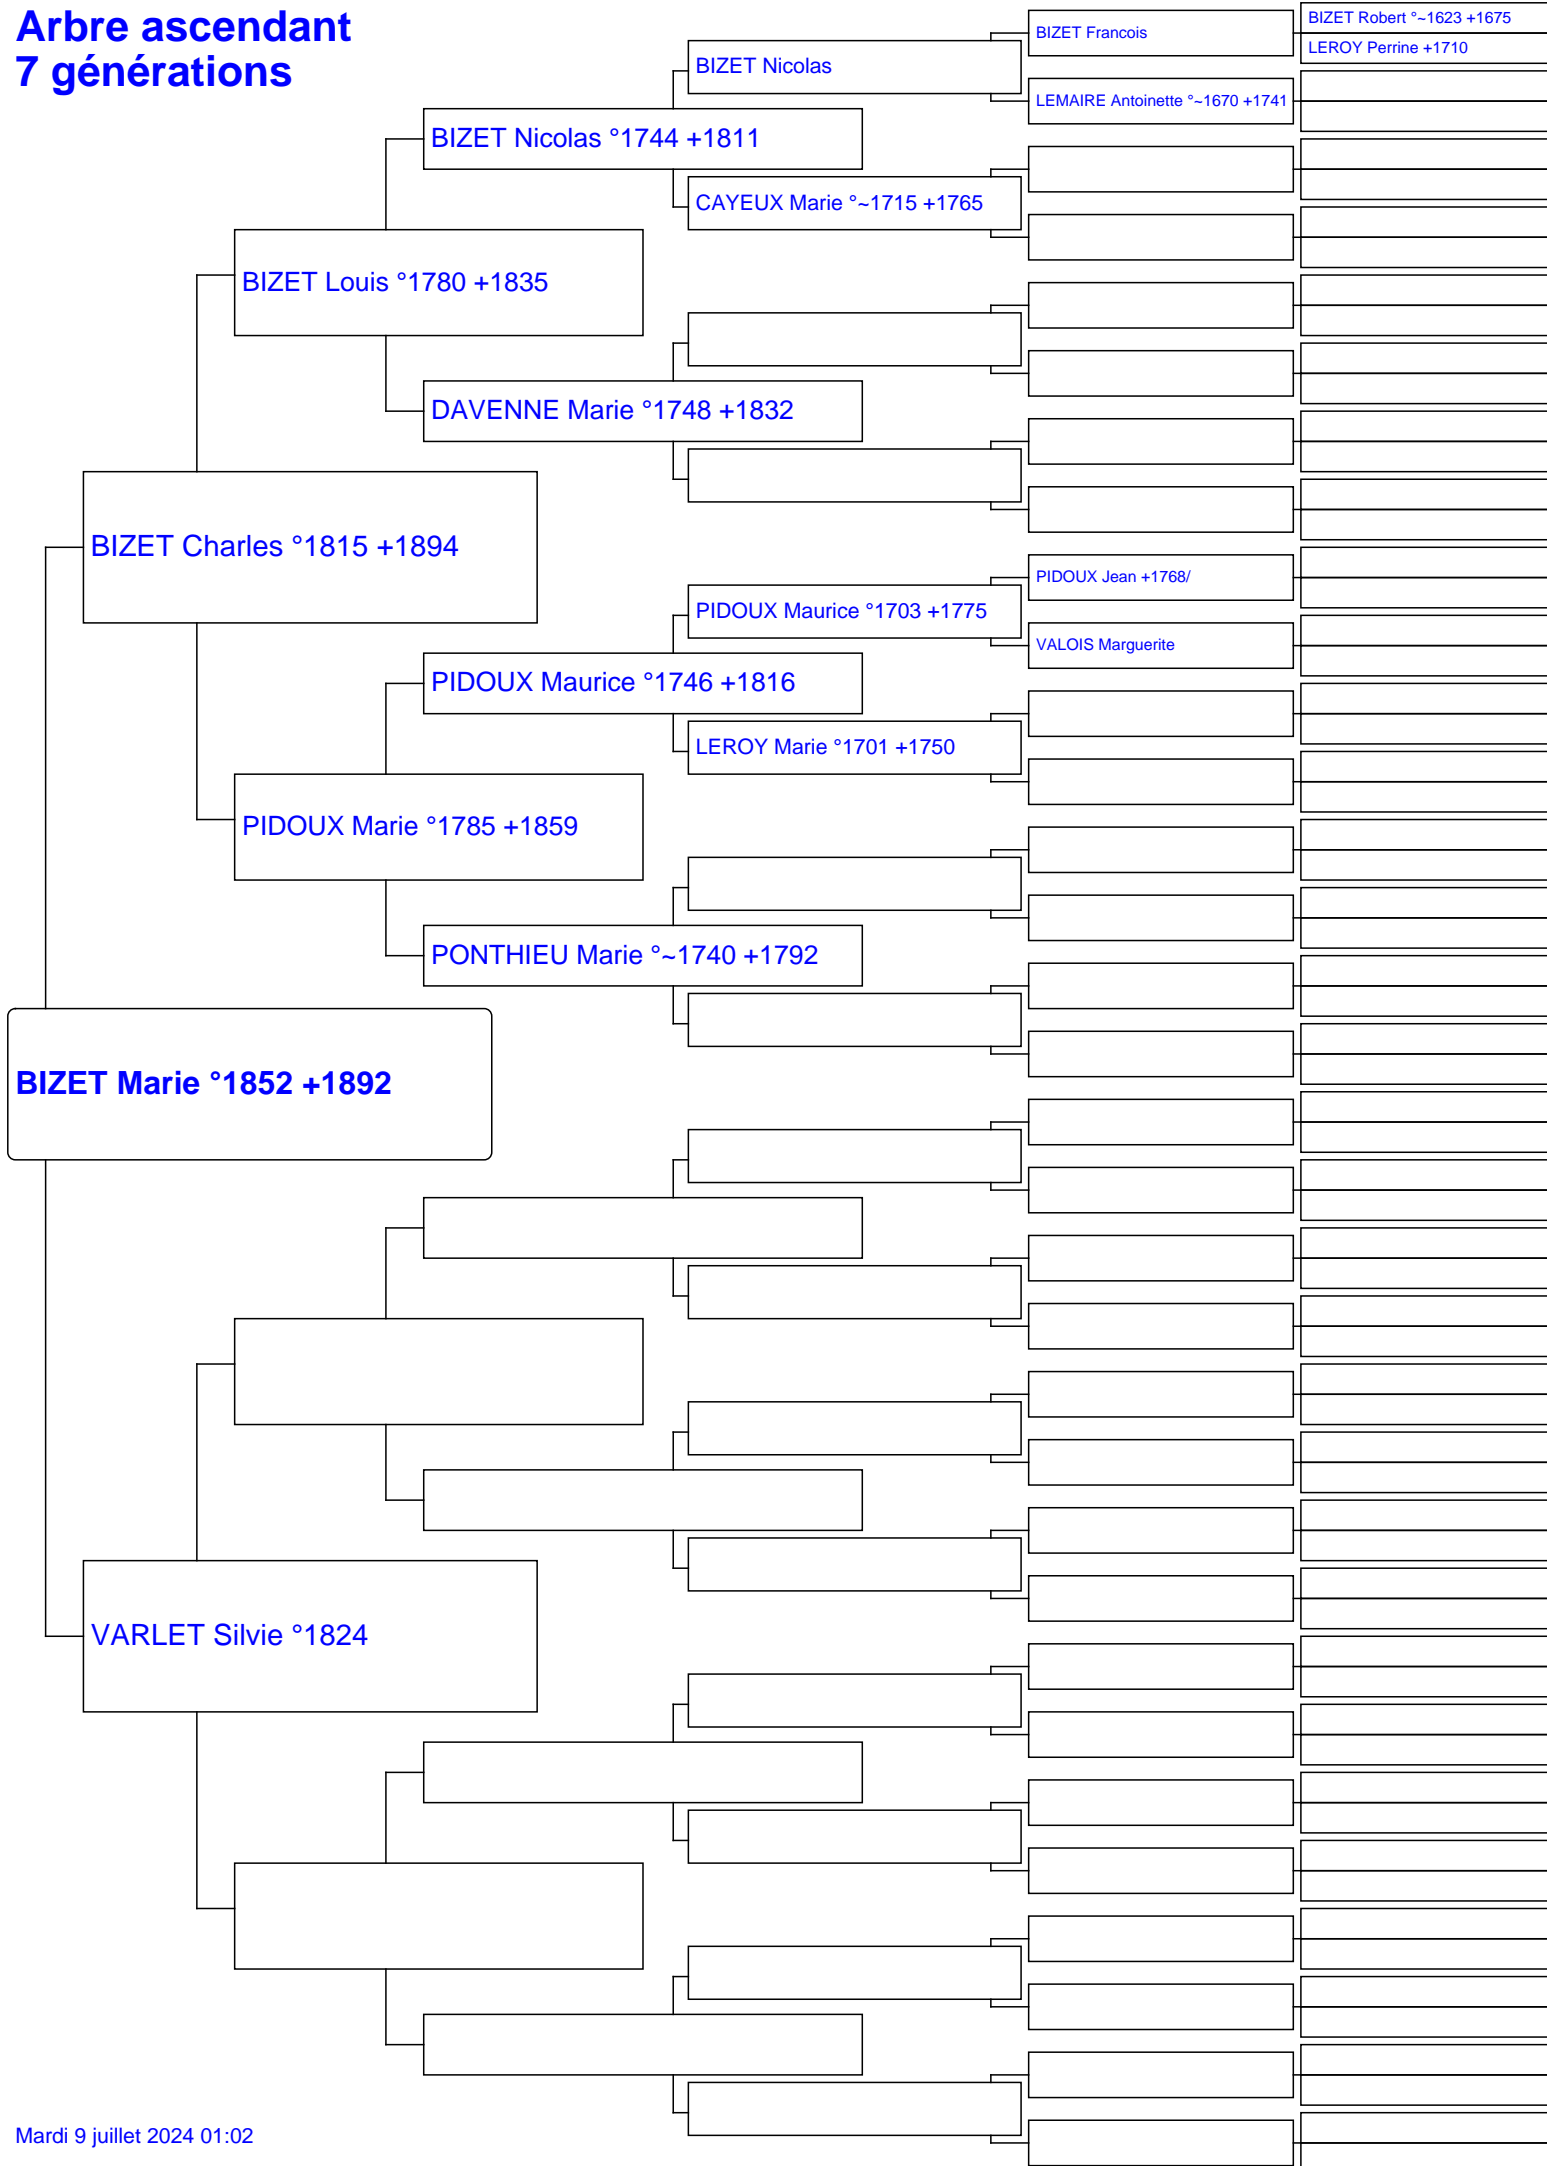 Arbre ascendant
7 générations
BIZET Robert °~1623 +1675
BIZET Francois
LEROY Perrine +1710
BIZET Nicolas
LEMAIRE Antoinette °~1670 +1741
BIZET Nicolas °1744 +1811
CAYEUX Marie °~1715 +1765
BIZET Louis °1780 +1835
DAVENNE Marie °1748 +1832
BIZET Charles °1815 +1894
PIDOUX Jean +1768/
PIDOUX Maurice °1703 +1775
VALOIS Marguerite
PIDOUX Maurice °1746 +1816
LEROY Marie °1701 +1750
PIDOUX Marie °1785 +1859
PONTHIEU Marie °~1740 +1792
BIZET Marie °1852 +1892
VARLET Silvie °1824
Mardi 9 juillet 2024 01:02